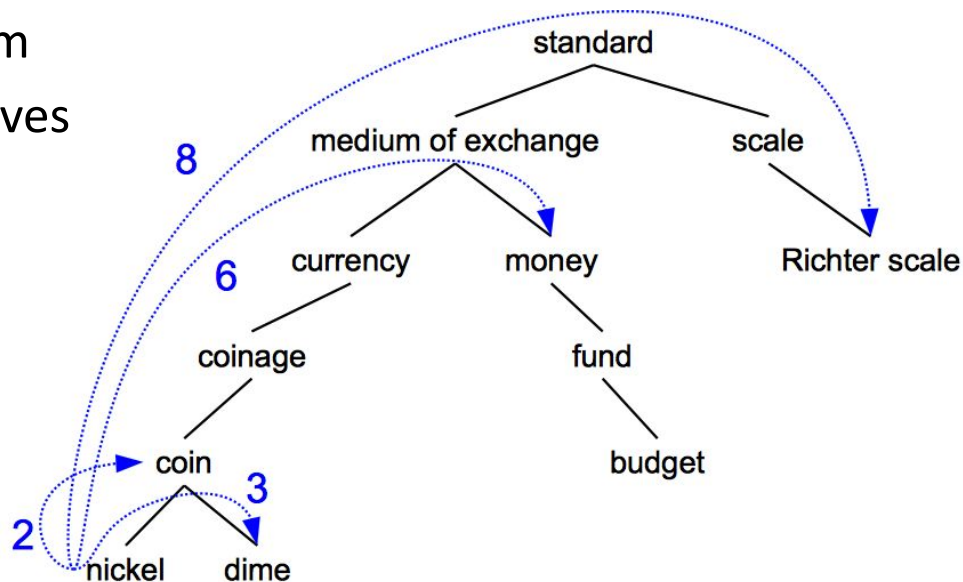 m
ves
standard
medium of exchange scale
8
6
currency money Richter scale
coinage fund
coin budget
3
2
nickel dime